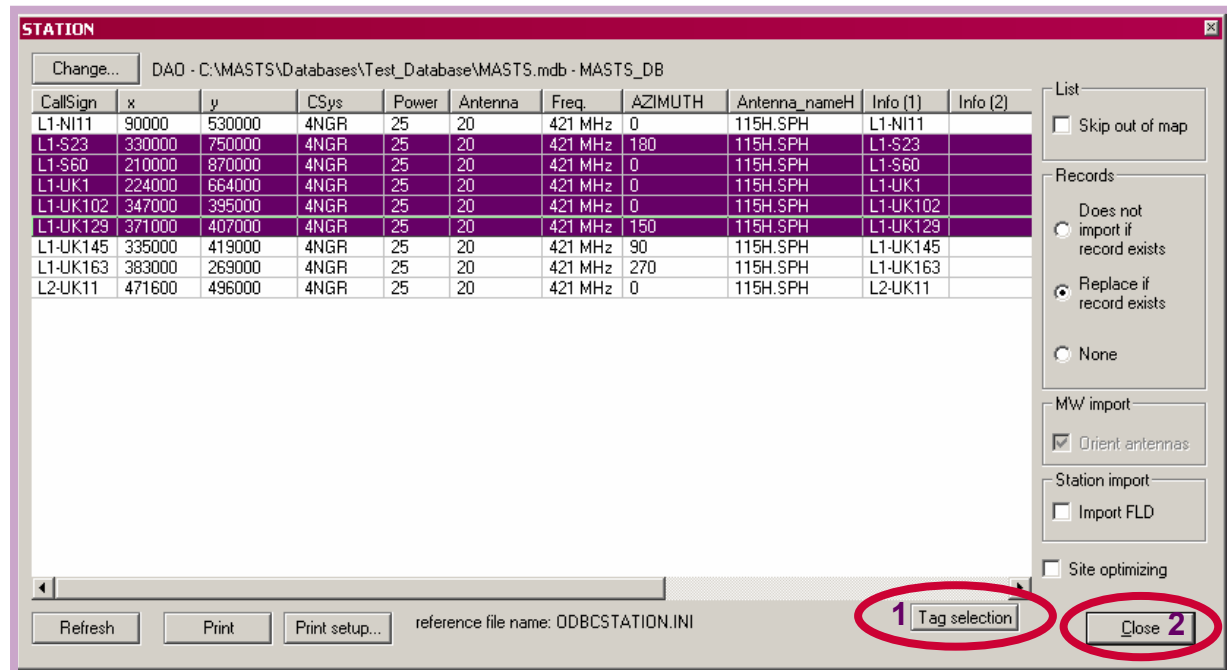 STATION
Change... DAO - C:\MASTS\Databases\Test_Database\MASTS.mdb - MASTS_DB
CallSign x y CSys Power Antenna Freq. AZIMUTH Antenna_nameH Info (1) Info (2)
L1-NI11 90000 530000 4NGR 25 20 421 MHz 0 115H.SPH L1-NI11
L1-S23 330000 750000 4NGR 25 20 421 MHz 180 115H.SPH L1-S23
L1-S60 210000 870000 4NGR 25 20 421 MHz 0 115H.SPH L1-S60
L1-UK1 224000 664000 4NGR 25 20 421 MHz 0 115H.SPH L1-UK1
L1-UK102 347000 395000 4NGR 25 20 421 MHz 0 115H.SPH L1-UK102
L1-UK129 371000 407000 4NGR 25 20 421 MHz 150 115H.SPH L1-UK129
L1-UK145 335000 419000 4NGR 25 20 421 MHz 90 115H.SPH L1-UK145
L1-UK163 383000 269000 4NGR 25 20 421 MHz 270 115H.SPH L1-UK163
L2-UK11 471600 496000 4NGR 25 20 421 MHz 0 115H.SPH L2-UK11
List
Skip out of map
Records
Does not
import if
record exists
Replace if
record exists
None
MW import
Orient antennas
Station import
Import FLD
Site optimizing
Refresh Print Print setup... reference file name: ODBCSTATION.INI 1 Tag selection Close 2